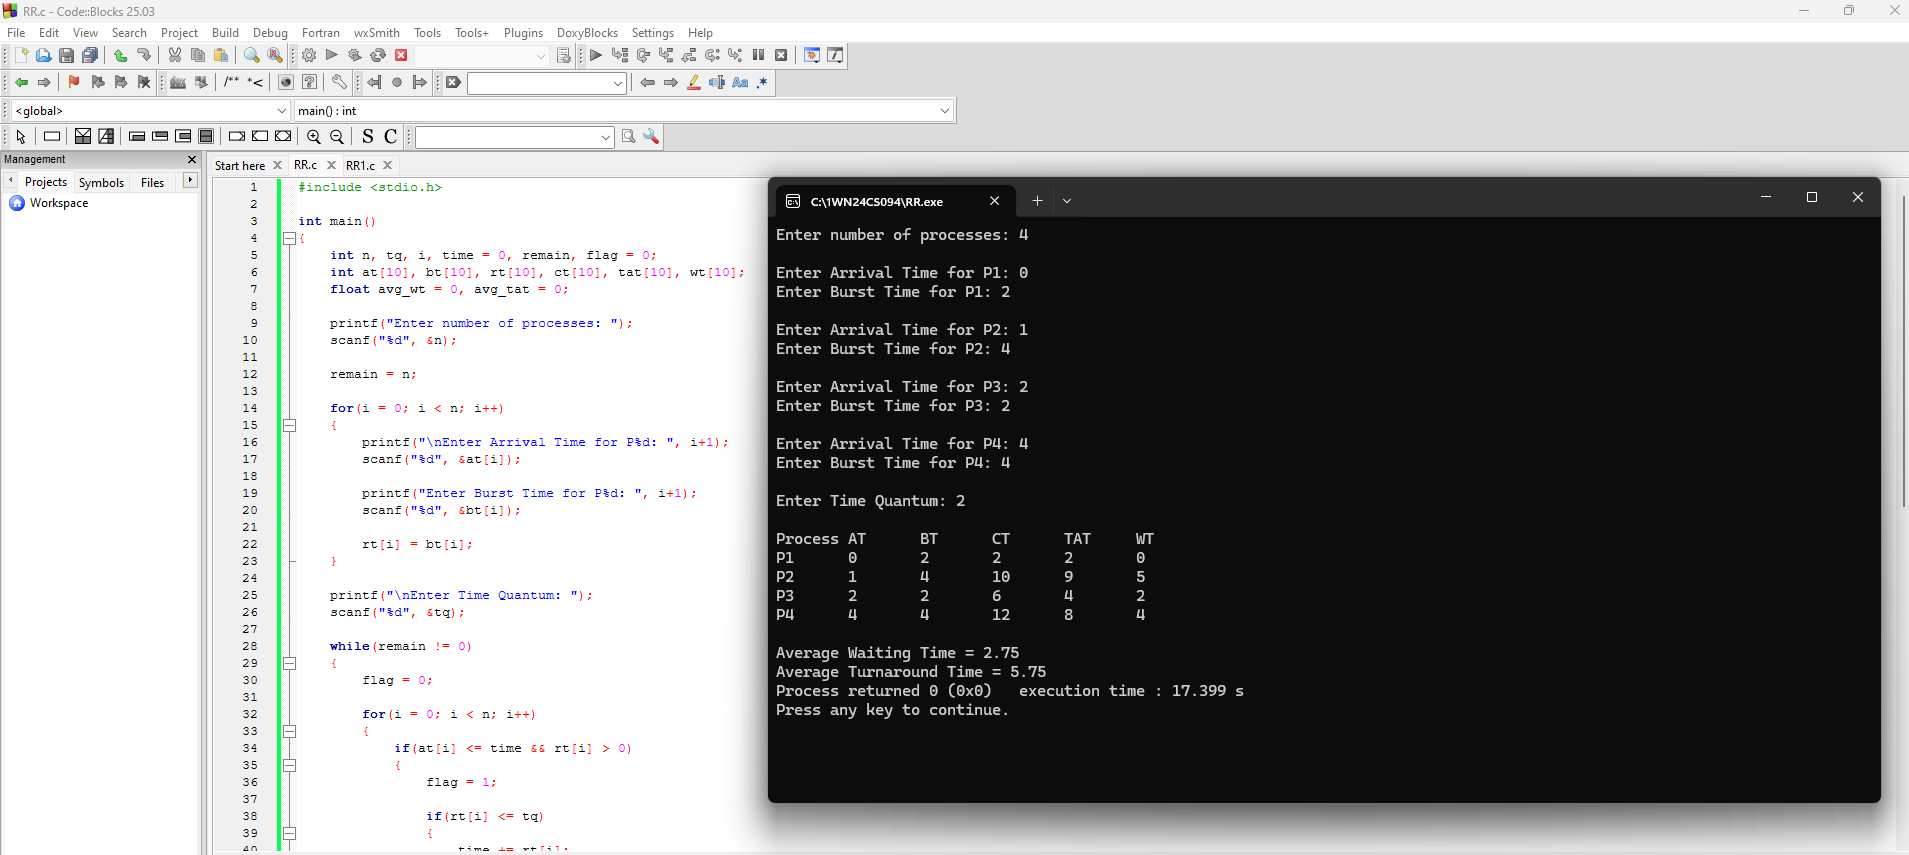 RR.c - Code::Blocks 25.03
File Edit View Search Project Build Debug Fortran wxSmith Tools Tools+ Plugins DoxyBlocks Settings Help
/** *<
Aa .*
<global> main() : int
S C
Management
Projects Symbols Files
Workspace
Start here RR.c RR1.c
1 #include <stdio.h>
2
3 int main()
4 {
5 int n, tq, i, time = 0, remain, flag = 0;
6 int at[10], bt[10], rt[10], ct[10], tat[10], wt[10];
7 float avg_wt = 0, avg_tat = 0;
8
9 printf("Enter number of processes: ");
10 scanf("%d", &n);
11
12 remain = n;
13
14 for(i = 0; i < n; i++)
15 {
16 printf("\nEnter Arrival Time for P%d: ", i+1);
17 scanf("%d", &at[i]);
18
19 printf("Enter Burst Time for P%d: ", i+1);
20 scanf("%d", &bt[i]);
21
22 rt[i] = bt[i];
23 }
24
25 printf("\nEnter Time Quantum: ");
26 scanf("%d", &tq);
27
28 while(remain != 0)
29 {
30 flag = 0;
31
32 for(i = 0; i < n; i++)
33 {
34 if(at[i] <= time && rt[i] > 0)
35 {
36 flag = 1;
37
38 if(rt[i] <= tq)
39 {
40 time += rt[i];
C:\1WN24CS094\RR.exe
Enter number of processes: 4
Enter Arrival Time for P1: 0
Enter Burst Time for P1: 2
Enter Arrival Time for P2: 1
Enter Burst Time for P2: 4
Enter Arrival Time for P3: 2
Enter Burst Time for P3: 2
Enter Arrival Time for P4: 4
Enter Burst Time for P4: 4
Enter Time Quantum: 2
Process AT BT CT TAT WT
P1 0 2 2 2 0
P2 1 4 10 9 5
P3 2 2 6 4 2
P4 4 4 12 8 4
Average Waiting Time = 2.75
Average Turnaround Time = 5.75
Process returned 0 (0x0) execution time : 17.399 s
Press any key to continue.